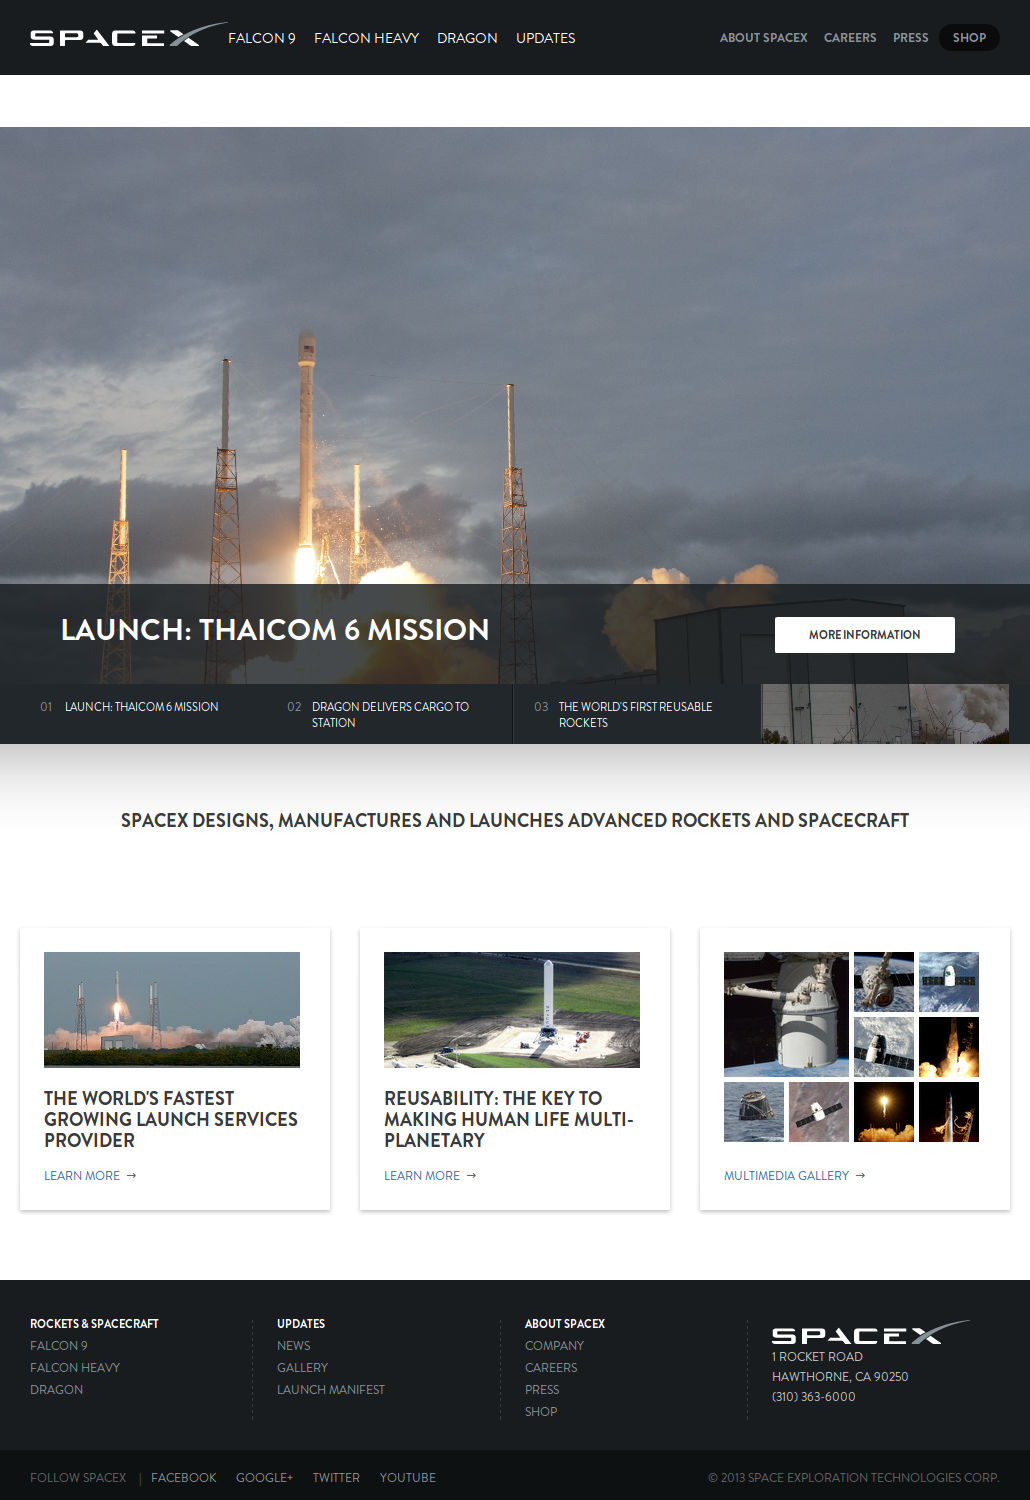 SPACEX FALCON 9 FALCON HEAVY DRAGON UPDATES ABOUT SPACEX CAREERS PRESS SHOP
LAUNCH: THAICOM 6 MISSION
MORE INFORMATION
01 LAUNCH: THAICOM 6 MISSION
02 DRAGON DELIVERS CARGO TO
STATION
03 THE WORLD'S FIRST REUSABLE
ROCKETS
SPACEX DESIGNS, MANUFACTURES AND LAUNCHES ADVANCED ROCKETS AND SPACECRAFT
THE WORLD'S FASTEST
GROWING LAUNCH SERVICES
PROVIDER
LEARN MORE →
REUSABILITY: THE KEY TO
MAKING HUMAN LIFE MULTI-
PLANETARY
LEARN MORE →
MULTIMEDIA GALLERY →
ROCKETS & SPACECRAFT
FALCON 9
FALCON HEAVY
DRAGON
UPDATES
NEWS
GALLERY
LAUNCH MANIFEST
ABOUT SPACEX
COMPANY
CAREERS
PRESS
SHOP
SPACEX
1 ROCKET ROAD
HAWTHORNE, CA 90250
(310) 363-6000
FOLLOW SPACEX | FACEBOOK GOOGLE+ TWITTER YOUTUBE
© 2013 SPACE EXPLORATION TECHNOLOGIES CORP.